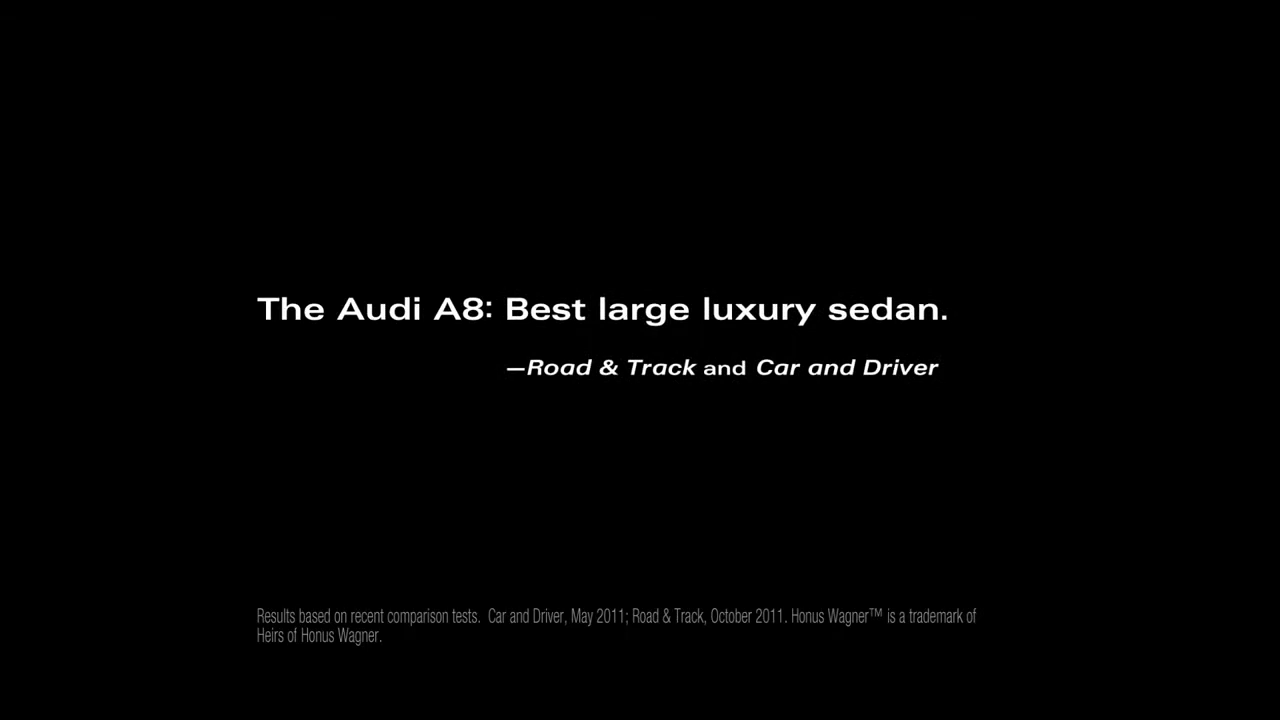 The Audi A8: Best large luxury sedan.
—Road & Track and Car and Driver
Results based on recent comparison tests.  Car and Driver, May 2011; Road & Track, October 2011. Honus Wagner™ is a trademark of
Heirs of Honus Wagner.